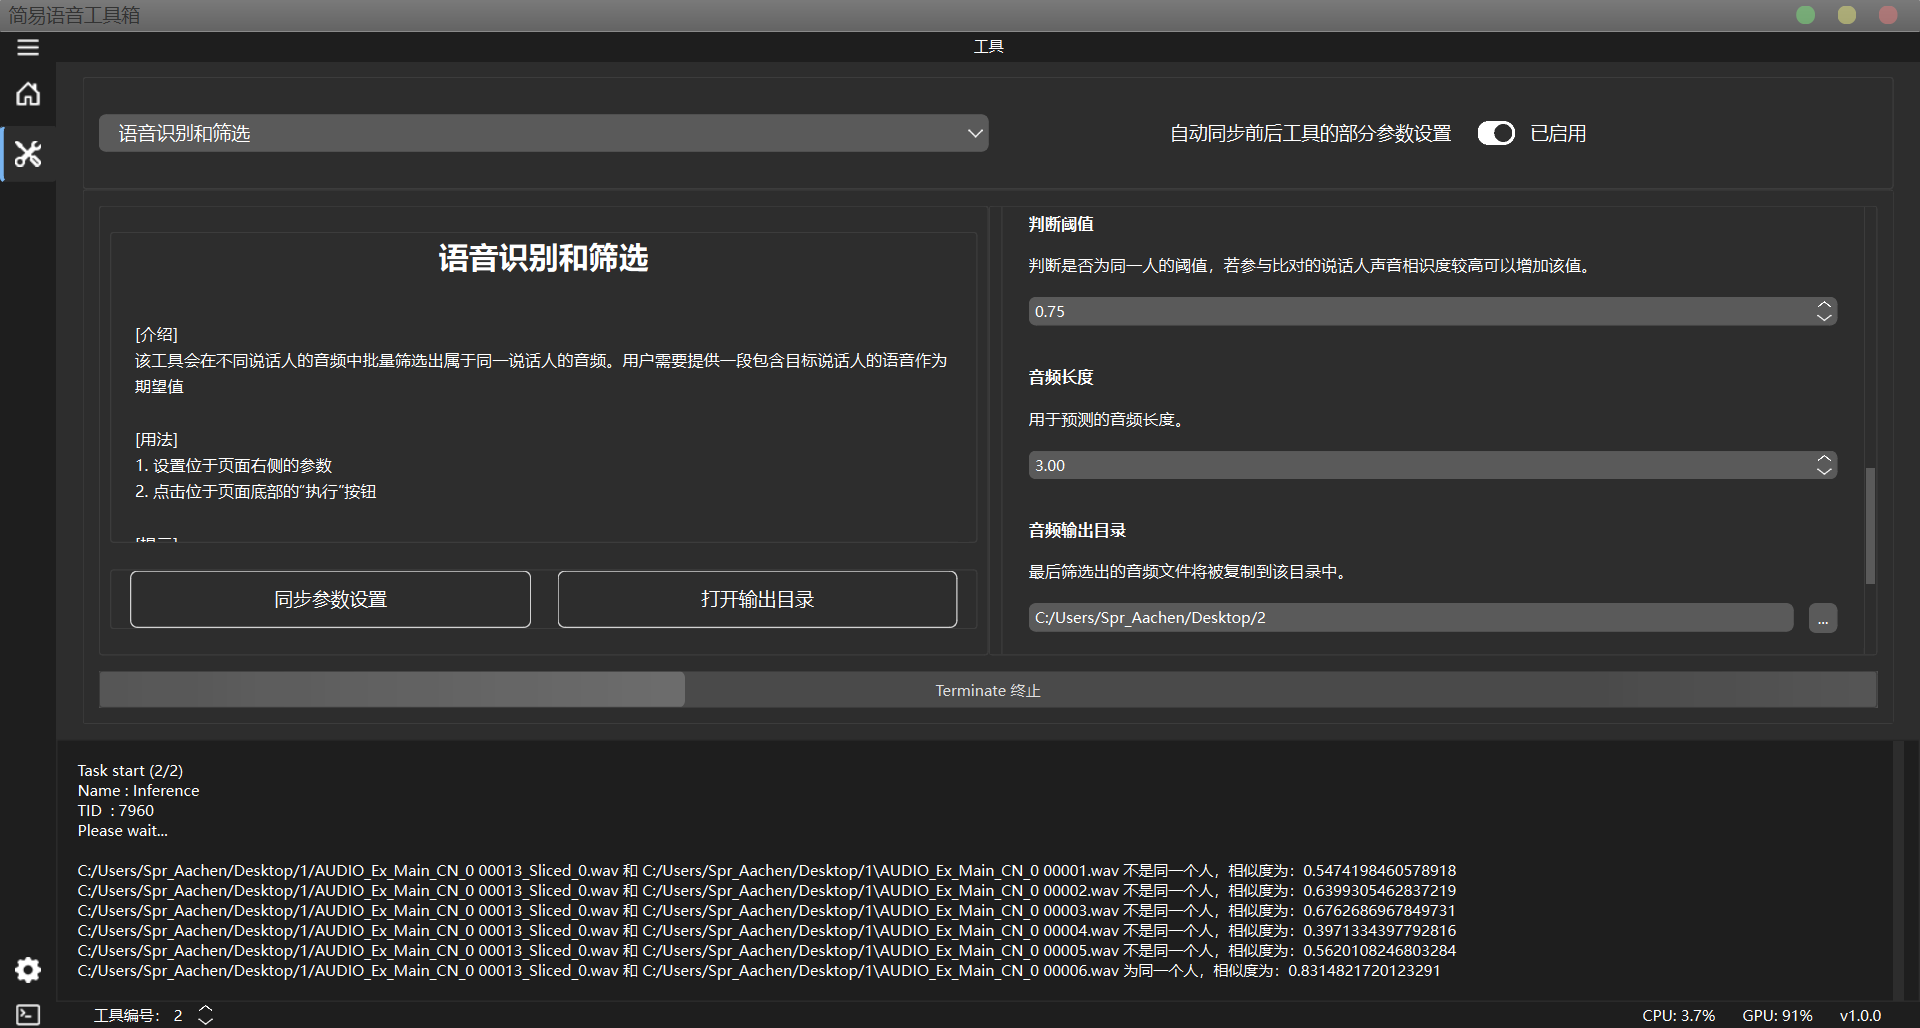 简易语音工具箱
工具
语音识别和筛选
自动同步前后工具的部分参数设置
已启用
语音识别和筛选
[介绍]
该工具会在不同说话人的音频中批量筛选出属于同一说话人的音频。用户需要提供一段包含目标说话人的语音作为
期望值
[用法]
1. 设置位于页面右侧的参数
2. 点击位于页面底部的“执行”按钮
同步参数设置
打开输出目录
判断阈值
判断是否为同一人的阈值，若参与比对的说话人声音相识度较高可以增加该值。
0.75
音频长度
用于预测的音频长度。
3.00
音频输出目录
最后筛选出的音频文件将被复制到该目录中。
C:/Users/Spr_Aachen/Desktop/2
...
Terminate 终止
Task start (2/2)
Name : Inference
TID : 7960
Please wait...
C:/Users/Spr_Aachen/Desktop/1/AUDIO_Ex_Main_CN_0 00013_Sliced_0.wav 和 C:/Users/Spr_Aachen/Desktop/1\AUDIO_Ex_Main_CN_0 00001.wav 不是同一个人，相似度为：0.5474198460578918
C:/Users/Spr_Aachen/Desktop/1/AUDIO_Ex_Main_CN_0 00013_Sliced_0.wav 和 C:/Users/Spr_Aachen/Desktop/1\AUDIO_Ex_Main_CN_0 00002.wav 不是同一个人，相似度为：0.6399305462837219
C:/Users/Spr_Aachen/Desktop/1/AUDIO_Ex_Main_CN_0 00013_Sliced_0.wav 和 C:/Users/Spr_Aachen/Desktop/1\AUDIO_Ex_Main_CN_0 00003.wav 不是同一个人，相似度为：0.6762686967849731
C:/Users/Spr_Aachen/Desktop/1/AUDIO_Ex_Main_CN_0 00013_Sliced_0.wav 和 C:/Users/Spr_Aachen/Desktop/1\AUDIO_Ex_Main_CN_0 00004.wav 不是同一个人，相似度为：0.3971334397792816
C:/Users/Spr_Aachen/Desktop/1/AUDIO_Ex_Main_CN_0 00013_Sliced_0.wav 和 C:/Users/Spr_Aachen/Desktop/1\AUDIO_Ex_Main_CN_0 00005.wav 不是同一个人，相似度为：0.5620108246803284
C:/Users/Spr_Aachen/Desktop/1/AUDIO_Ex_Main_CN_0 00013_Sliced_0.wav 和 C:/Users/Spr_Aachen/Desktop/1\AUDIO_Ex_Main_CN_0 00006.wav 为同一个人，相似度为：0.8314821720123291
工具编号： 2
CPU: 3.7%
GPU: 91%
v1.0.0